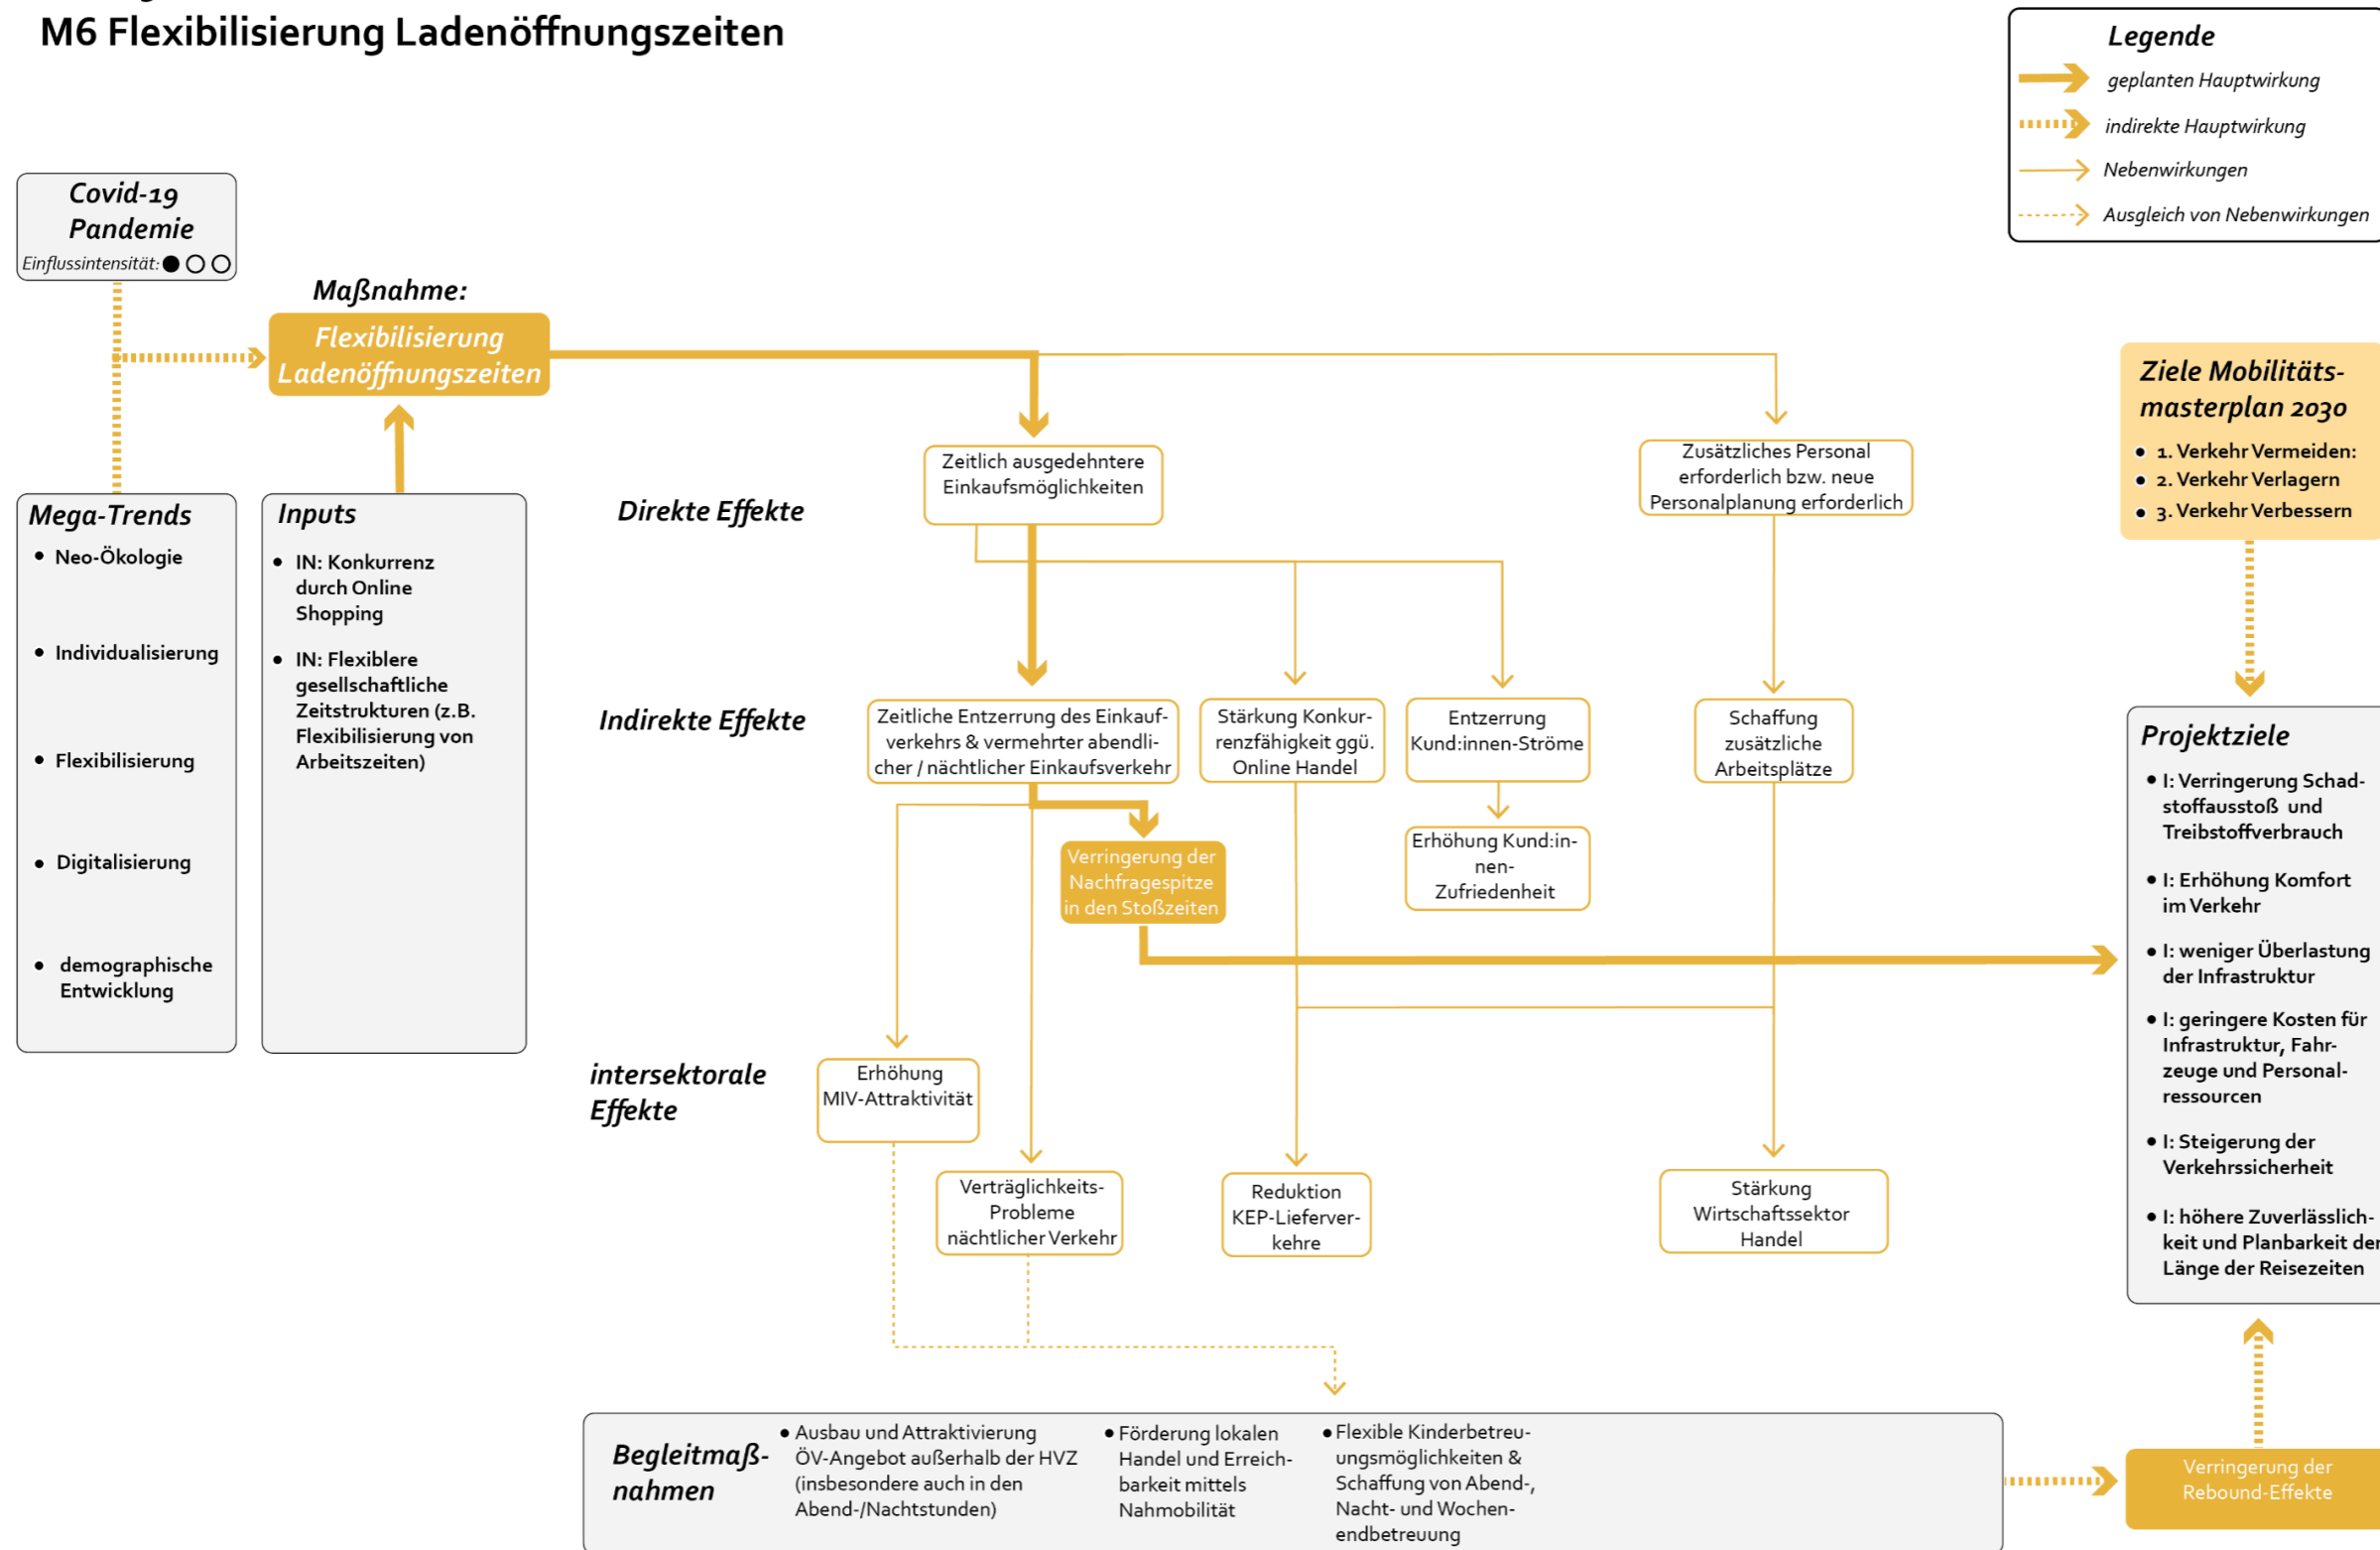 M6 Flexibilisierung Ladenöffnungszeiten
Legende
geplanten Hauptwirkung
indirekte Hauptwirkung
Nebenwirkungen
Ausgleich von Nebenwirkungen
Covid-19
Pandemie
Einflussintensität:
Maßnahme:
Flexibilisierung
Ladenöffnungszeiten
Mega-Trends
• Neo-Ökologie
• Individualisierung
• Flexibilisierung
• Digitalisierung
• demographische
Entwicklung
Inputs
• IN: Konkurrenz
durch Online
Shopping
• IN: Flexiblere
gesellschaftliche
Zeitstrukturen (z.B.
Flexibilisierung von
Arbeitszeiten)
Direkte Effekte
Zeitlich ausgedehntere
Einkaufsmöglichkeiten
Zusätzliches Personal
erforderlich bzw. neue
Personalplanung erforderlich
Indirekte Effekte
Zeitliche Entzerrung des Einkauf-
verkehrs & vermehrter abendli-
cher / nächtlicher Einkaufsverkehr
Stärkung Konkur-
renzfähigkeit ggü.
Online Handel
Entzerrung
Kund:innen-Ströme
Schaffung
zusätzliche
Arbeitsplätze
Verringerung der
Nachfragespitze
in den Stoßzeiten
Erhöhung Kund:in-
nen-
Zufriedenheit
intersektorale
Effekte
Erhöhung
MIV-Attraktivität
Verträglichkeits-
Probleme
nächtlicher Verkehr
Reduktion
KEP-Lieferver-
kehre
Stärkung
Wirtschaftssektor
Handel
Ziele Mobilitäts-
masterplan 2030
• 1. Verkehr Vermeiden:
• 2. Verkehr Verlagern
• 3. Verkehr Verbessern
Projektziele
• I: Verringerung Schad-
stoffausstoß und
Treibstoffverbrauch
• I: Erhöhung Komfort
im Verkehr
• I: weniger Überlastung
der Infrastruktur
• I: geringere Kosten für
Infrastruktur, Fahr-
zeuge und Personal-
ressourcen
• I: Steigerung der
Verkehrssicherheit
• I: höhere Zuverlässlich-
keit und Planbarkeit der
Länge der Reisezeiten
Begleitmaß-
nahmen
• Ausbau und Attraktivierung
ÖV-Angebot außerhalb der HVZ
(insbesondere auch in den
Abend-/Nachtstunden)
• Förderung lokalen
Handel und Erreich-
barkeit mittels
Nahmobilität
• Flexible Kinderbetreu-
ungsmöglichkeiten &
Schaffung von Abend-,
Nacht- und Wochen-
endbetreuung
Verringerung der
Rebound-Effekte